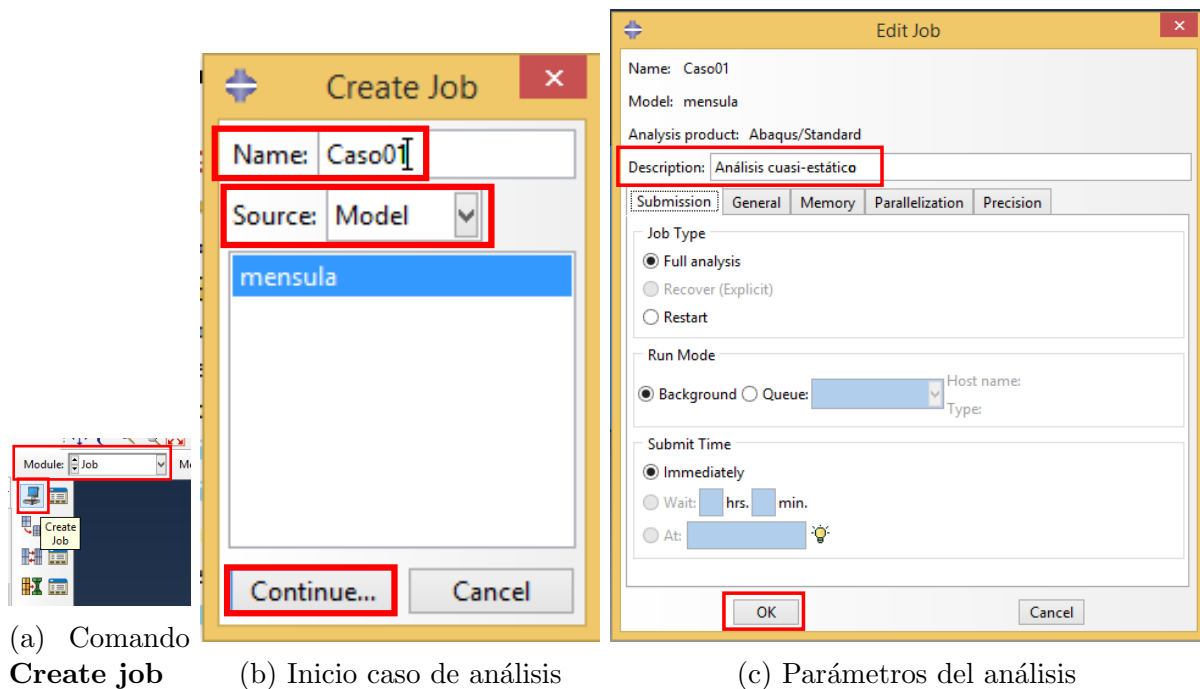 Module: Job
Create
Job
(a) Comando
Create job
Create Job
Name: Caso01
Source: Model
mensula
Continue... Cancel
(b) Inicio caso de análisis
Edit Job
Name: Caso01
Model: mensula
Analysis product: Abaqus/Standard
Description: Análisis cuasi-estático
Submission General Memory Parallelization Precision
Job Type
Full analysis
Recover (Explicit)
Restart
Run Mode
Background Queue: Host name:
Type:
Submit Time
Immediately
Wait: hrs. min.
At:
OK Cancel
(c) Parámetros del análisis